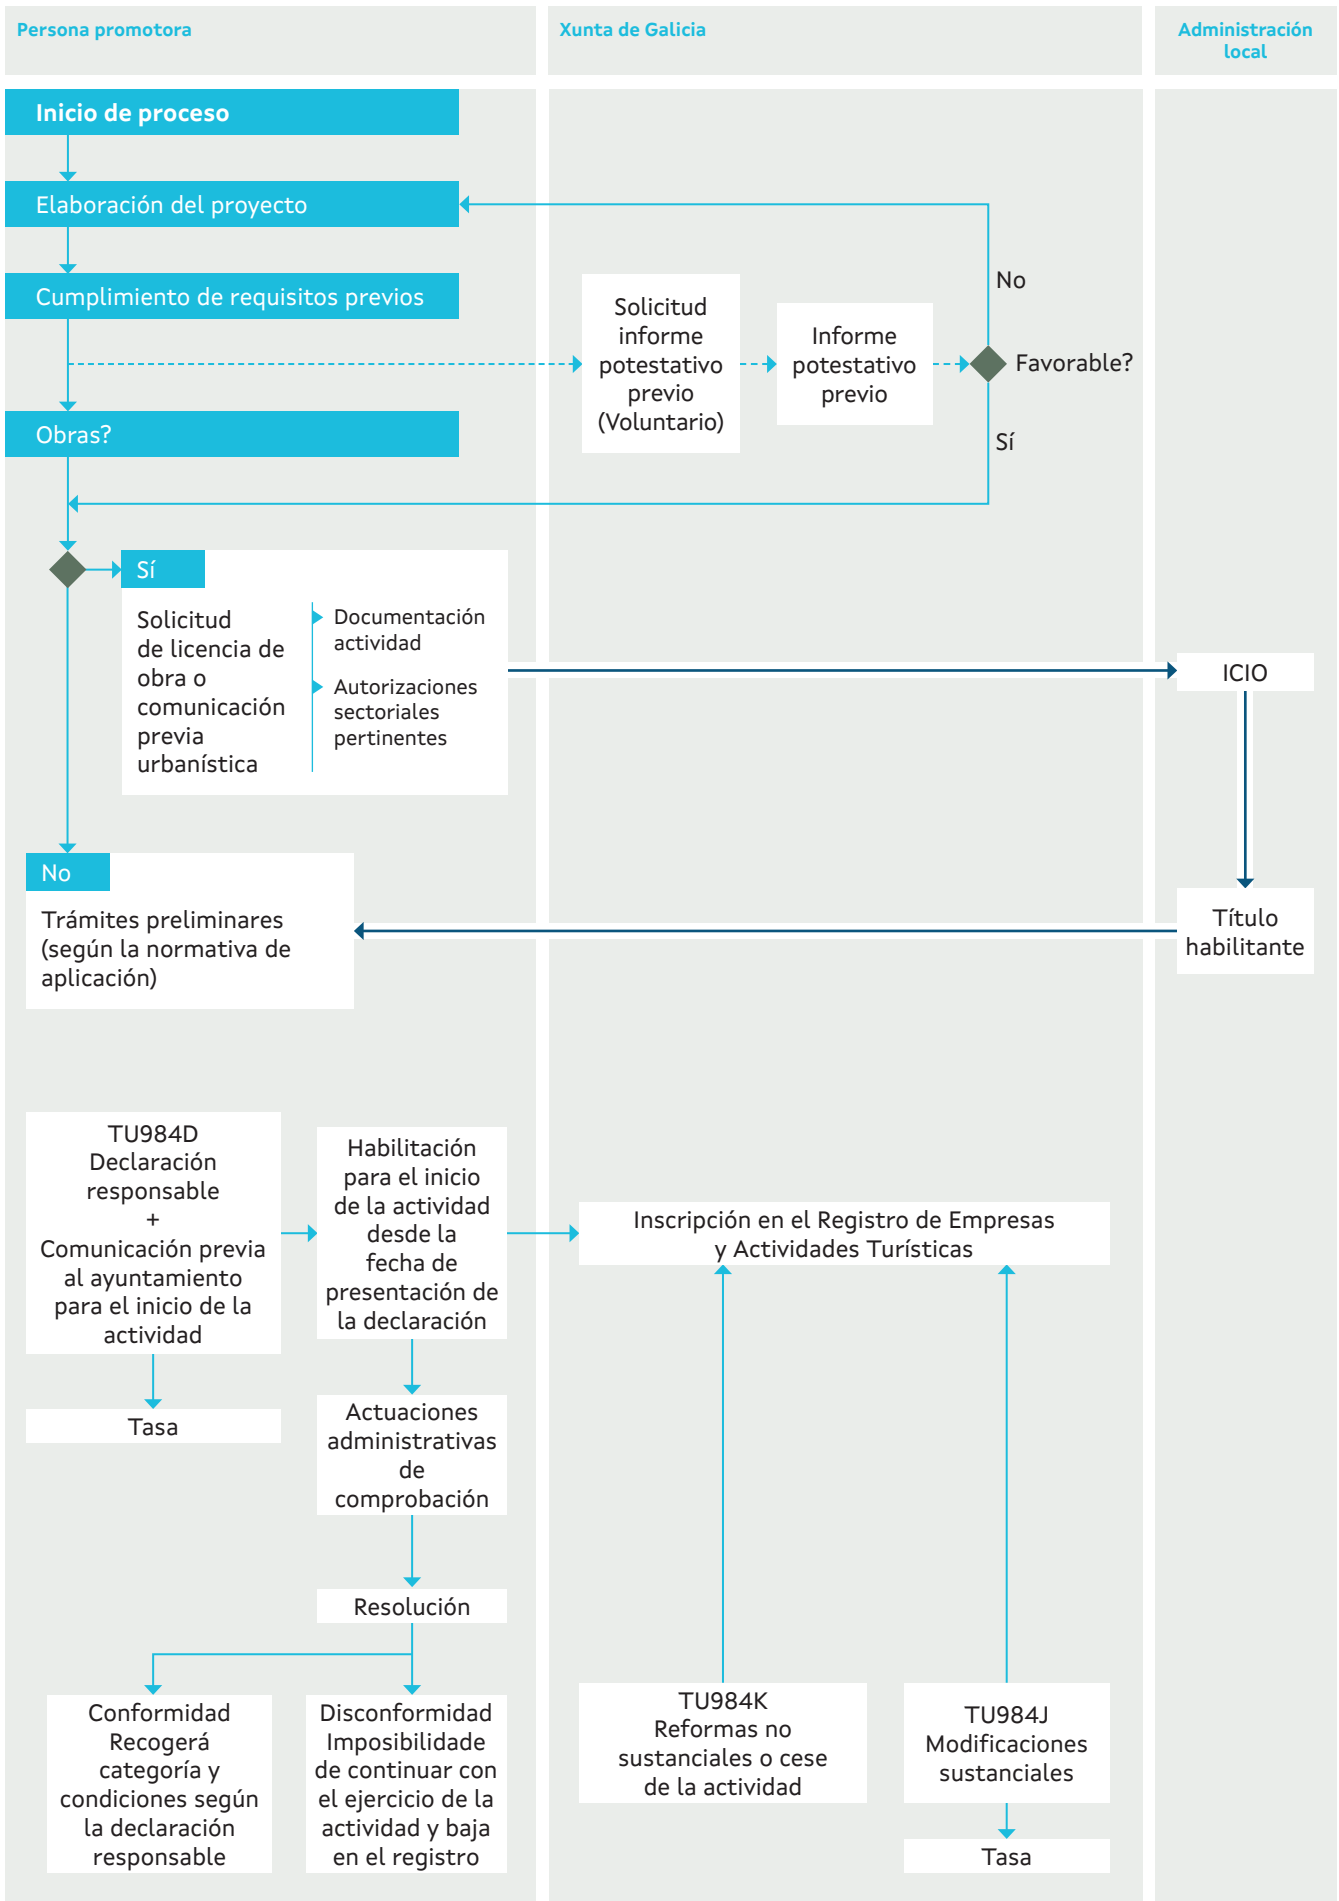 Persona promotora
Xunta de Galicia
Administración
local
Inicio de proceso
Elaboración del proyecto
Cumplimiento de requisitos previos
Solicitud
informe
potestativo
previo
(Voluntario)
Informe
potestativo
previo
No
Favorable?
Sí
Obras?
Sí
Solicitud
de licencia de
obra o
comunicación
previa
urbanística
Documentación
actividad
Autorizaciones
sectoriales
pertinentes
ICIO
No
Trámites preliminares
(según la normativa de
aplicación)
Título
habilitante
TU984D
Declaración
responsable
+
Comunicación previa
al ayuntamiento
para el inicio de la
actividad
Tasa
Habilitación
para el inicio
de la actividad
desde la
fecha de
presentación de
la declaración
Inscripción en el Registro de Empresas
y Actividades Turísticas
Actuaciones
administrativas
de
comprobación
Resolución
Conformidad
Recogerá
categoría y
condiciones según
la declaración
responsable
Disconformidad
Imposibilidade
de continuar con
el ejercicio de la
actividad y baja
en el registro
TU984K
Reformas no
sustanciales o cese
de la actividad
TU984J
Modificaciones
sustanciales
Tasa